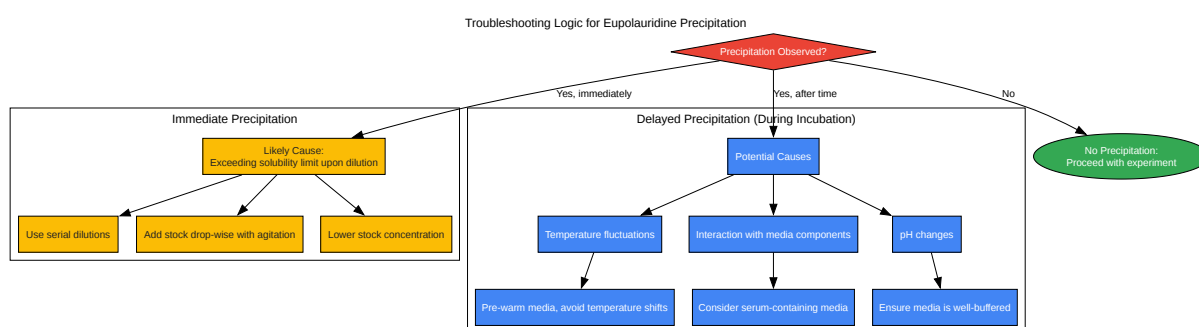 Troubleshooting Logic for Eupolauridine Precipitation
Precipitation Observed?
Yes, immediately
Yes, after time
No
Immediate Precipitation
Likely Cause:
Exceeding solubility limit upon dilution
Use serial dilutions
Add stock drop-wise with agitation
Lower stock concentration
Delayed Precipitation (During Incubation)
Potential Causes
Temperature fluctuations
Interaction with media components
pH changes
Pre-warm media, avoid temperature shifts
Consider serum-containing media
Ensure media is well-buffered
No Precipitation:
Proceed with experiment